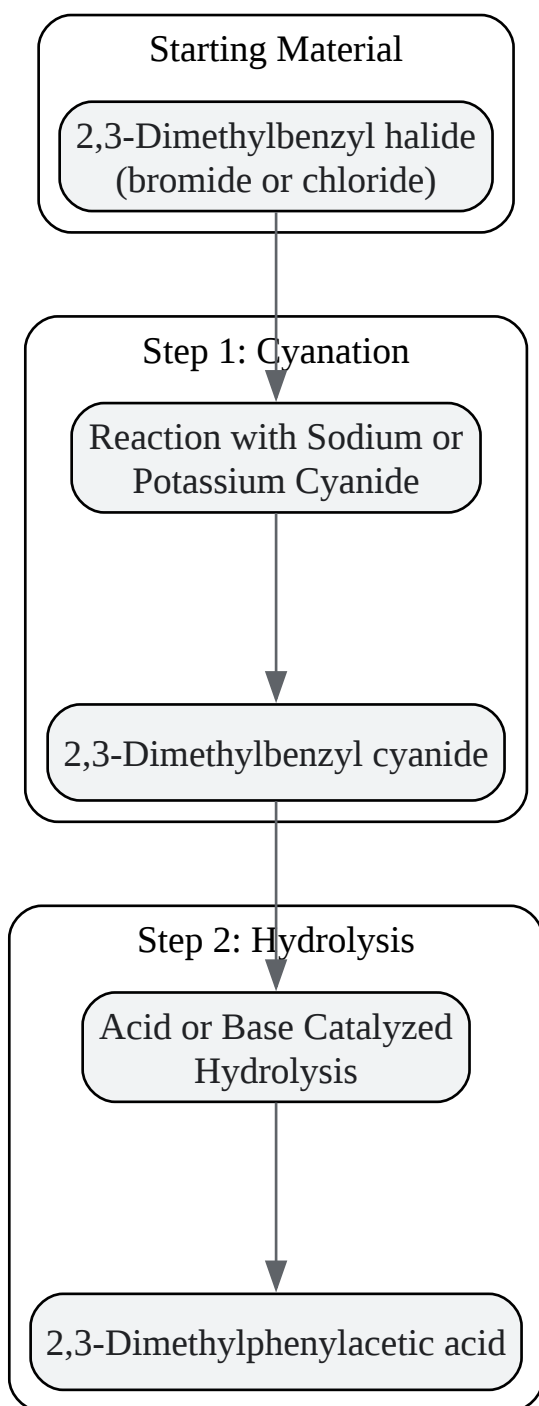 Starting Material
2,3-Dimethylbenzyl halide
(bromide or chloride)
Step 1: Cyanation
Reaction with Sodium or
Potassium Cyanide
2,3-Dimethylbenzyl cyanide
Step 2: Hydrolysis
Acid or Base Catalyzed
Hydrolysis
2,3-Dimethylphenylacetic acid